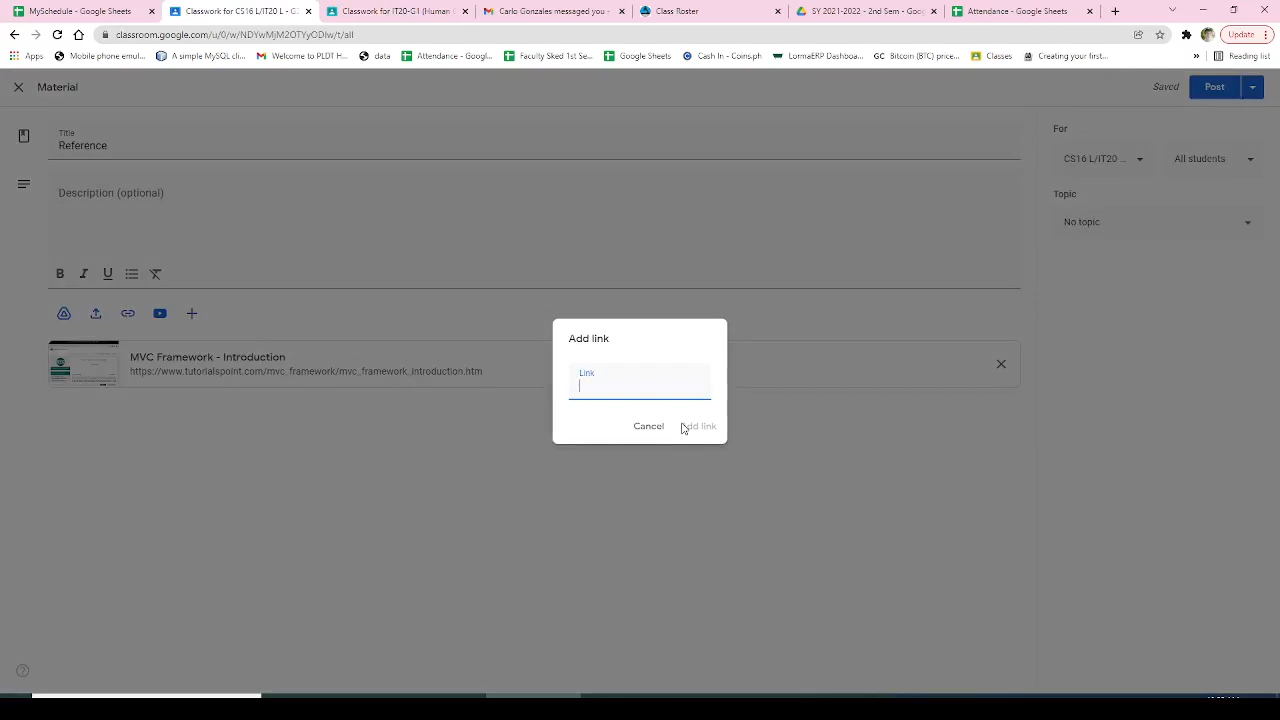 MySchedule - Google Sheets
Classwork for CS16 L/IT20 L - G1
Classwork for IT20-G1 (Human C
Carlo Gonzales messaged you -
Class Roster
SY 2021-2022 - 2nd Sem - Goog
Attendance - Google Sheets
classroom.google.com/u/0/w/NDYwMjM2OTYyODIw/t/all
Update
Apps
Mobile phone emul...
A simple MySQL cli...
Welcome to PLDT H...
data
Attendance - Googl...
Faculty Sked 1st Se...
Google Sheets
Cash In - Coins.ph
LormaERP Dashboa...
GC Bitcoin (BTC) price...
Classes
Creating your first...
»
Reading list
Material
Saved
Post
Title
Reference
Description (optional)
B I U
For
CS16 L/IT20 ...
All students
Topic
No topic
MVC Framework - Introduction
https://www.tutorialspoint.com/mvc_framework/mvc_framework_introduction.htm
Add link
Link
Cancel
Add link